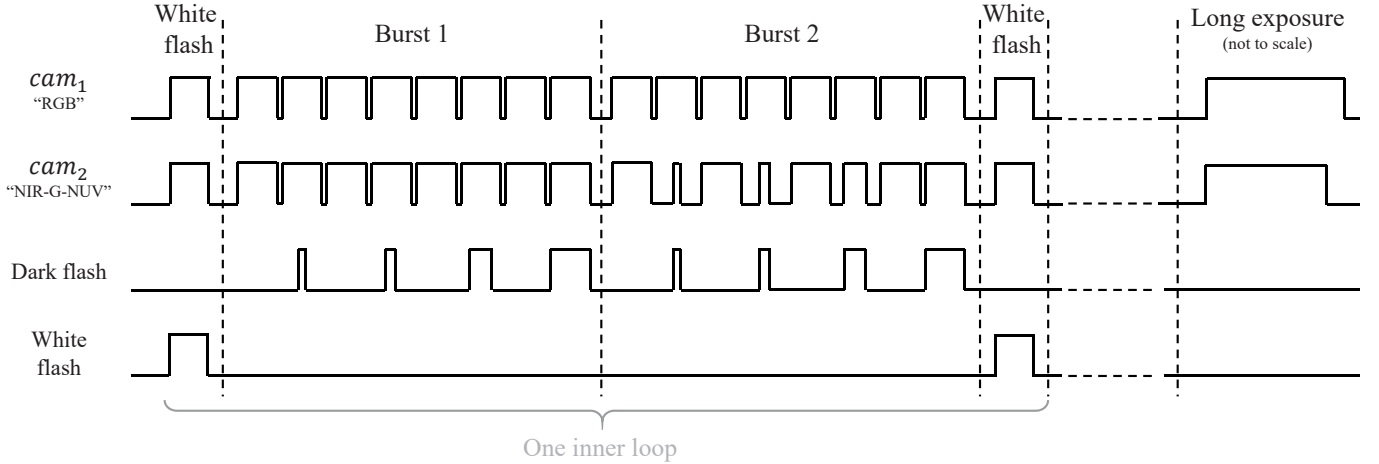 White
flash
Burst 1
Burst 2
White
flash
Long exposure
(not to scale)
cam₁
“RGB”
cam₂
“NIR-G-NUV”
Dark flash
White
flash
One inner loop